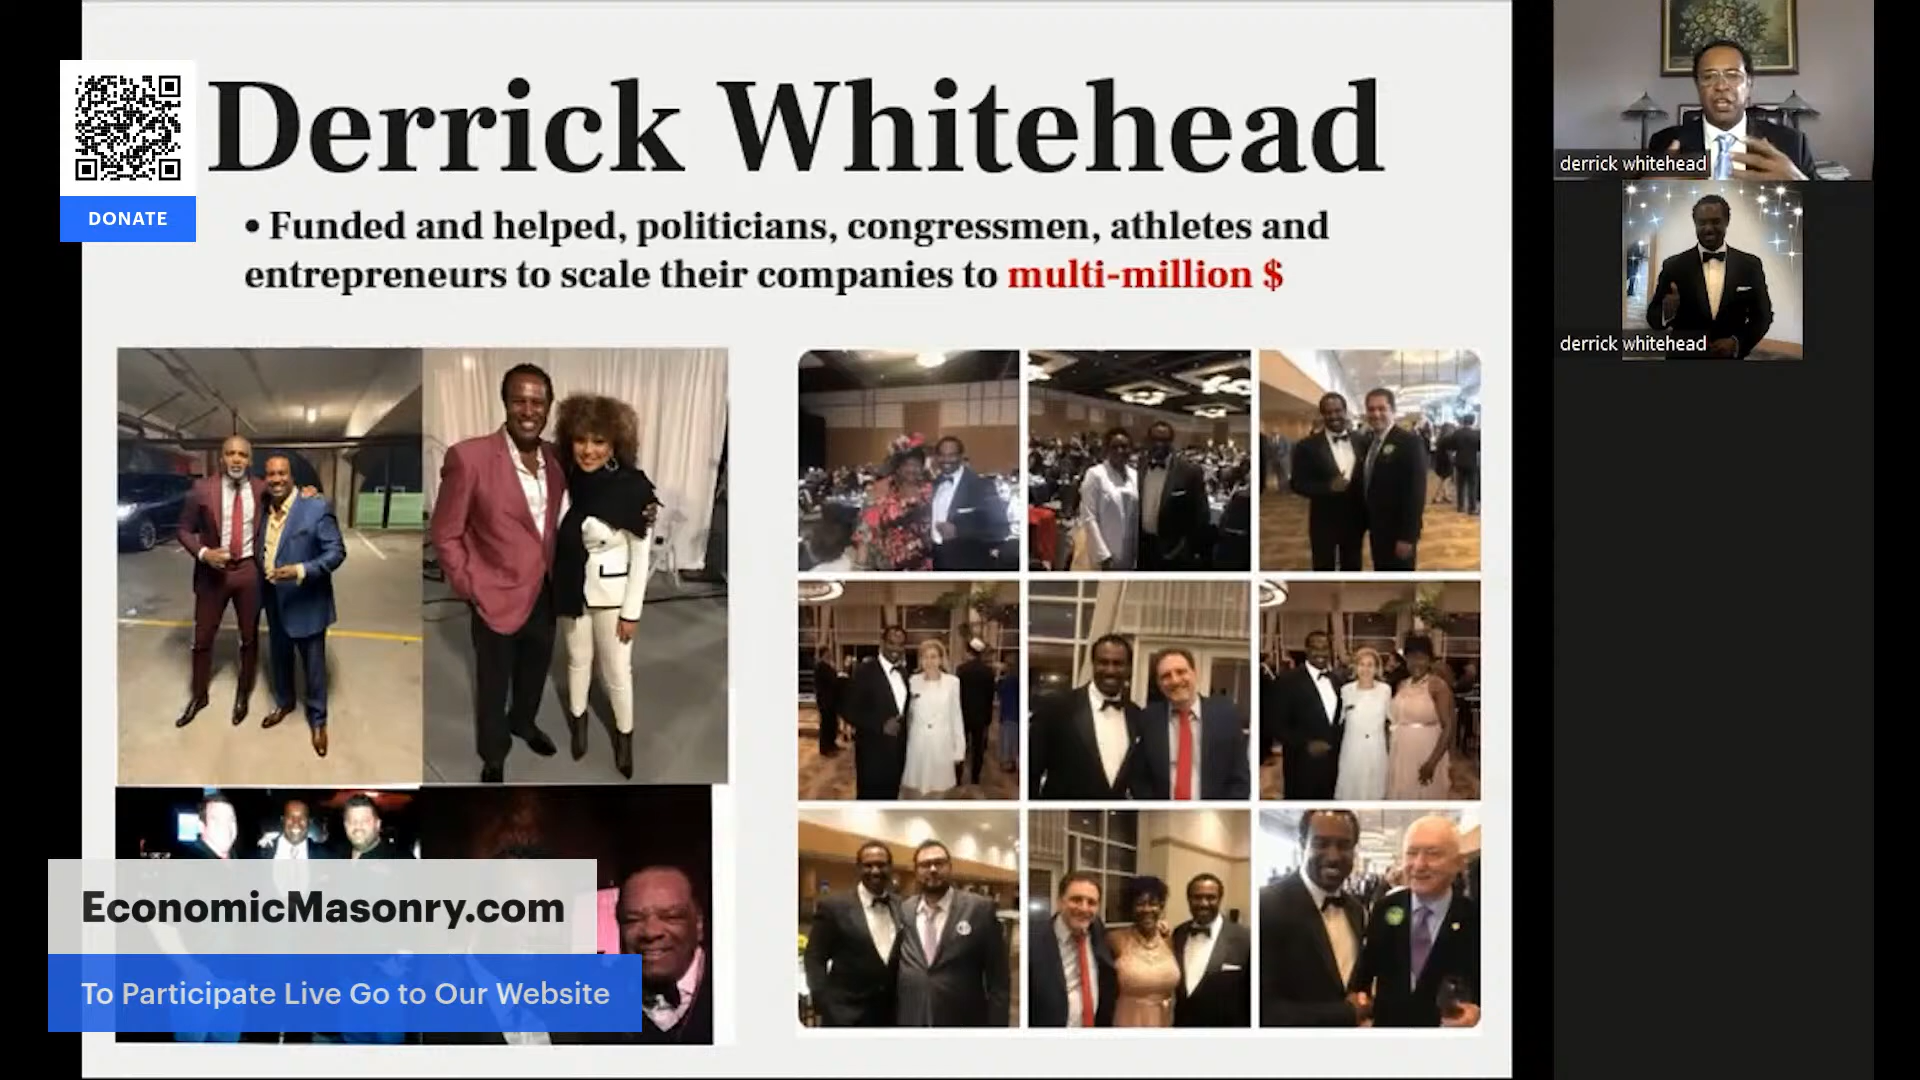 Derrick Whitehead
DONATE
• Funded and helped, politicians, congressmen, athletes and
entrepreneurs to scale their companies to multi-million $
EconomicMasonry.com
To Participate Live Go to Our Website
derrick whitehead
derrick whitehead